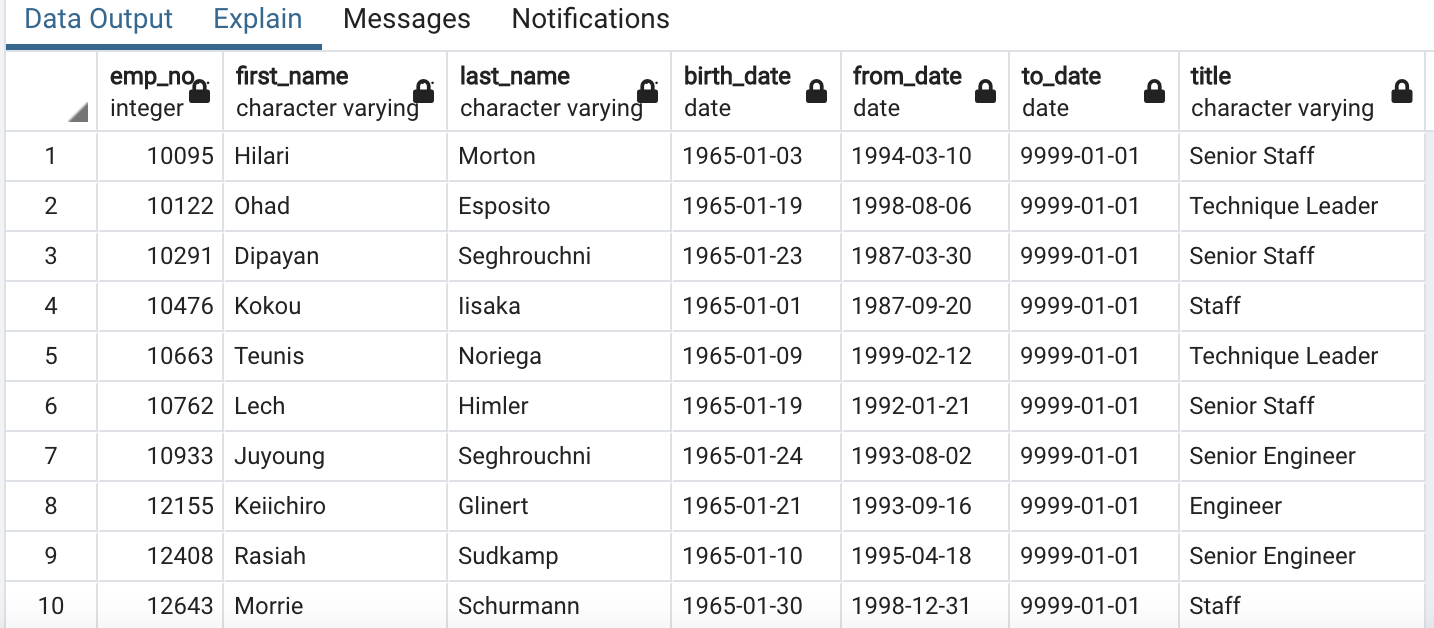 Data Output Explain Messages Notifications
emp_no first_name last_name birth_date from_date to_date title
integer character varying character varying date date date character varying
1 10095 Hilari Morton 1965-01-03 1994-03-10 9999-01-01 Senior Staff
2 10122 Ohad Esposito 1965-01-19 1998-08-06 9999-01-01 Technique Leader
3 10291 Dipayan Seghrouchni 1965-01-23 1987-03-30 9999-01-01 Senior Staff
4 10476 Kokou Iisaka 1965-01-01 1987-09-20 9999-01-01 Staff
5 10663 Teunis Noriega 1965-01-09 1999-02-12 9999-01-01 Technique Leader
6 10762 Lech Himler 1965-01-19 1992-01-21 9999-01-01 Senior Staff
7 10933 Juyoung Seghrouchni 1965-01-24 1993-08-02 9999-01-01 Senior Engineer
8 12155 Keiichiro Glinert 1965-01-21 1993-09-16 9999-01-01 Engineer
9 12408 Rasiah Sudkamp 1965-01-10 1995-04-18 9999-01-01 Senior Engineer
10 12643 Morrie Schurmann 1965-01-30 1998-12-31 9999-01-01 Staff